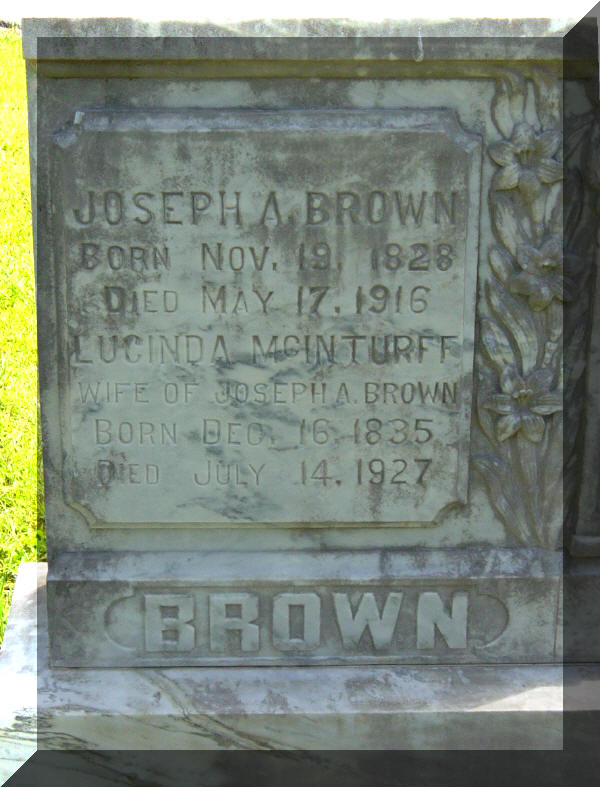 JOSEPH A. BROWN
BORN NOV. 19, 1828
DIED MAY 17, 1916
LUCINDA MCINTURFF
WIFE OF JOSEPH A. BROWN
BORN DEC. 16, 1835
DIED JULY 14, 1927
BROWN